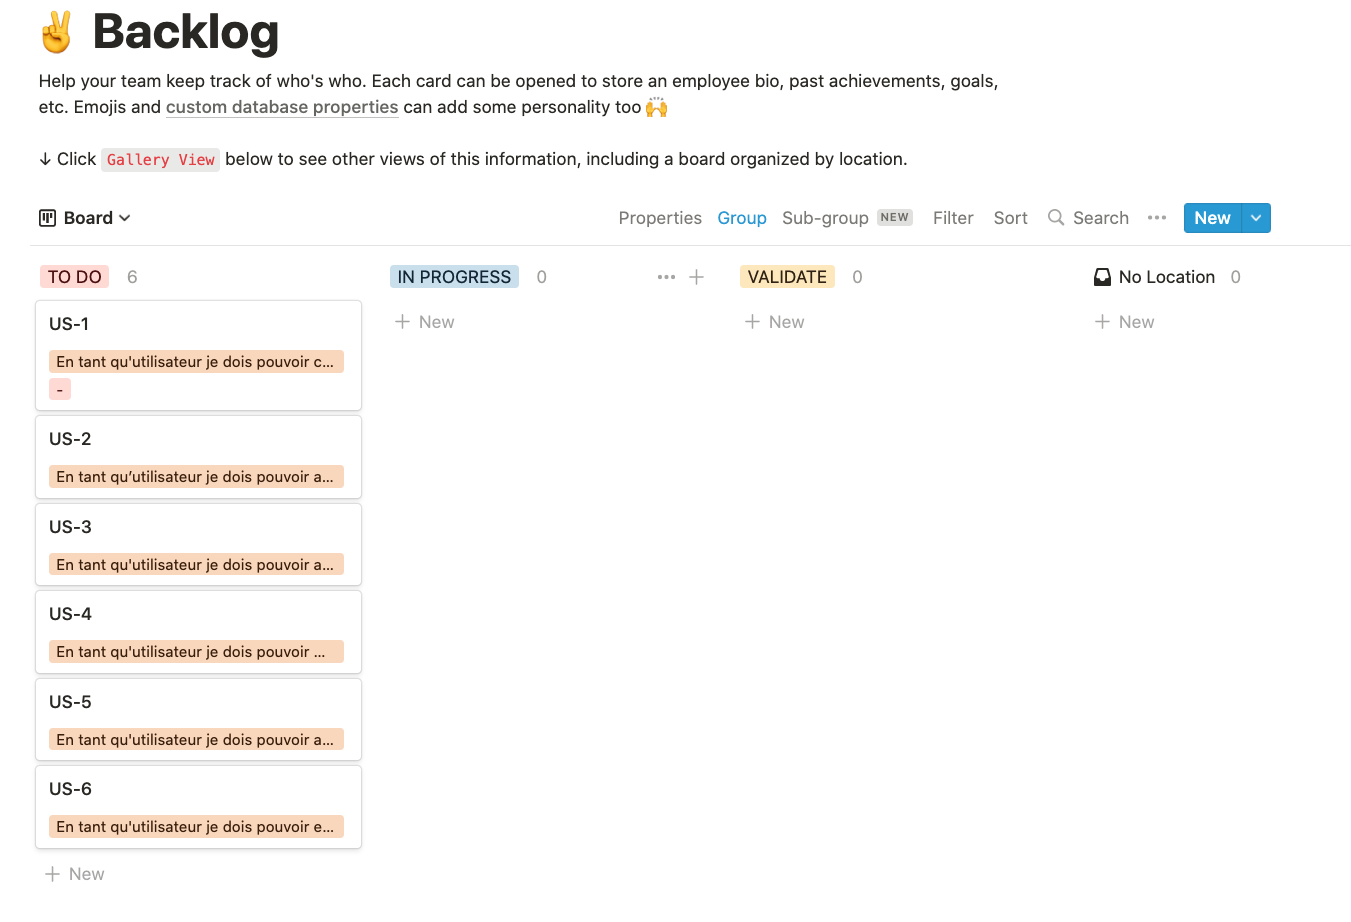 ✌️ Backlog
Help your team keep track of who's who. Each card can be opened to store an employee bio, past achievements, goals,
etc. Emojis and custom database properties can add some personality too 🙌
↓ Click Gallery View below to see other views of this information, including a board organized by location.
Board
Properties Group Sub-group NEW Filter Sort Search ••• New
TO DO 6
IN PROGRESS 0
VALIDATE 0
No Location 0
US-1
En tant qu'utilisateur je dois pouvoir c...
-
US-2
En tant qu’utilisateur je dois pouvoir a...
US-3
En tant qu'utilisateur je dois pouvoir a...
US-4
En tant qu'utilisateur je dois pouvoir ...
US-5
En tant qu'utilisateur je dois pouvoir a...
US-6
En tant qu'utilisateur je dois pouvoir e...
+ New
+ New
+ New
+ New